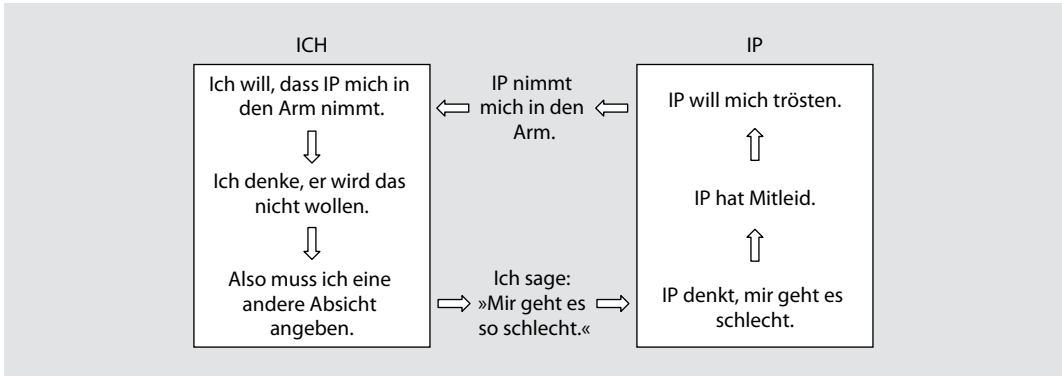 ICH
Ich will, dass IP mich in
den Arm nimmt.
Ich denke, er wird das
nicht wollen.
Also muss ich eine
andere Absicht
angeben.
Ich sage:
»Mir geht es
so schlecht.«
IP
IP denkt, mir geht es
schlecht.
IP hat Mitleid.
IP will mich trösten.
IP nimmt
mich in den
Arm.